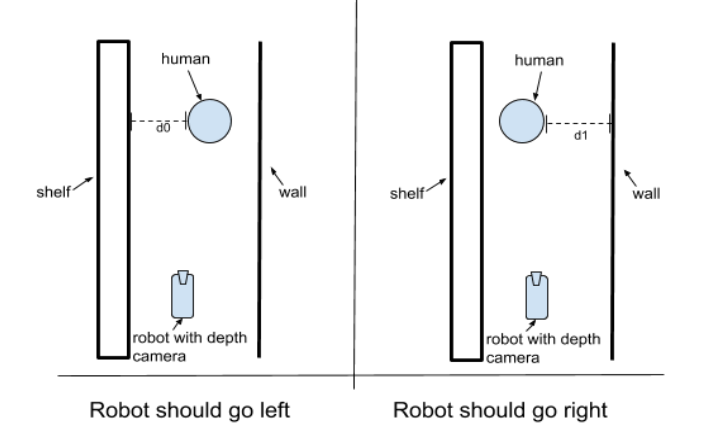 human
d0
shelf
wall
robot with depth
camera
Robot should go left
human
d1
shelf
wall
robot with depth
camera
Robot should go right